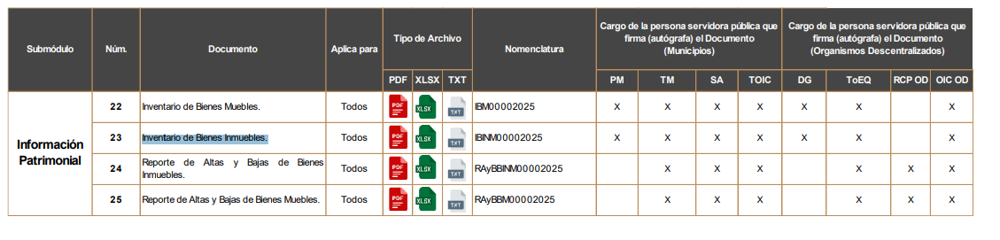 Submódulo Núm. Documento Aplica para Tipo de Archivo Nomenclatura Cargo de la persona servidora pública que firma (autógrafa) el Documento (Municipios) Cargo de la persona servidora pública que firma (autógrafa) el Documento (Organismos Descentralizados)
PDF XLSX TXT PM TM SA TOIC DG ToEQ RCP OD OIC OD
Información Patrimonial
22 Inventario de Bienes Muebles. Todos PDF XLSX TXT IBM00002025 X X X X X X X
23 Inventario de Bienes Inmuebles. Todos PDF XLSX TXT IBINM00002025 X X X X X X X
24 Reporte de Altas y Bajas de Bienes Inmuebles. Todos PDF XLSX TXT RAyBBINM00002025 X X X X X X
25 Reporte de Altas y Bajas de Bienes Muebles. Todos PDF XLSX TXT RAyBBM00002025 X X X X X X